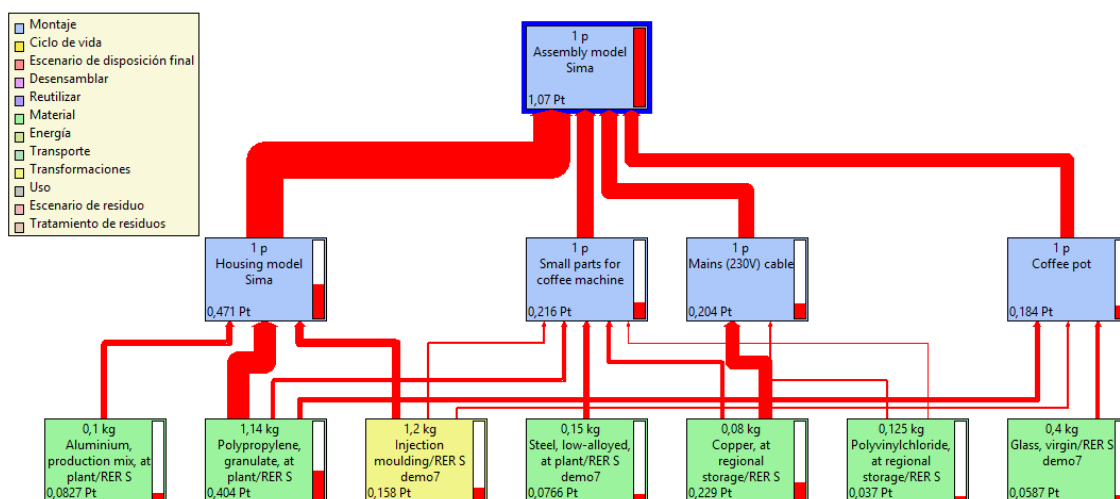 Montaje
Ciclo de vida
Escenario de disposición final
Desensamblar
Reutilizar
Material
Energía
Transporte
Transformaciones
Uso
Escenario de residuo
Tratamiento de residuos
1 p
Assembly model
Sima
1,07 Pt
1 p
Housing model
Sima
0,471 Pt
1 p
Small parts for
coffee machine
0,216 Pt
1 p
Mains (230V) cable
0,204 Pt
1 p
Coffee pot
0,184 Pt
0,1 kg
Aluminium,
production mix, at
plant/RER S
0,0827 Pt
1,14 kg
Polypropylene,
granulate, at
plant/RER S
0,404 Pt
1,2 kg
Injection
moulding/RER S
demo7
0,158 Pt
0,15 kg
Steel, low-alloyed,
at plant/RER S
demo7
0,0766 Pt
0,08 kg
Copper, at
regional
storage/RER S
0,229 Pt
0,125 kg
Polyvinylchloride,
at regional
storage/RER S
0,037 Pt
0,4 kg
Glass, virgin/RER S
demo7
0,0587 Pt